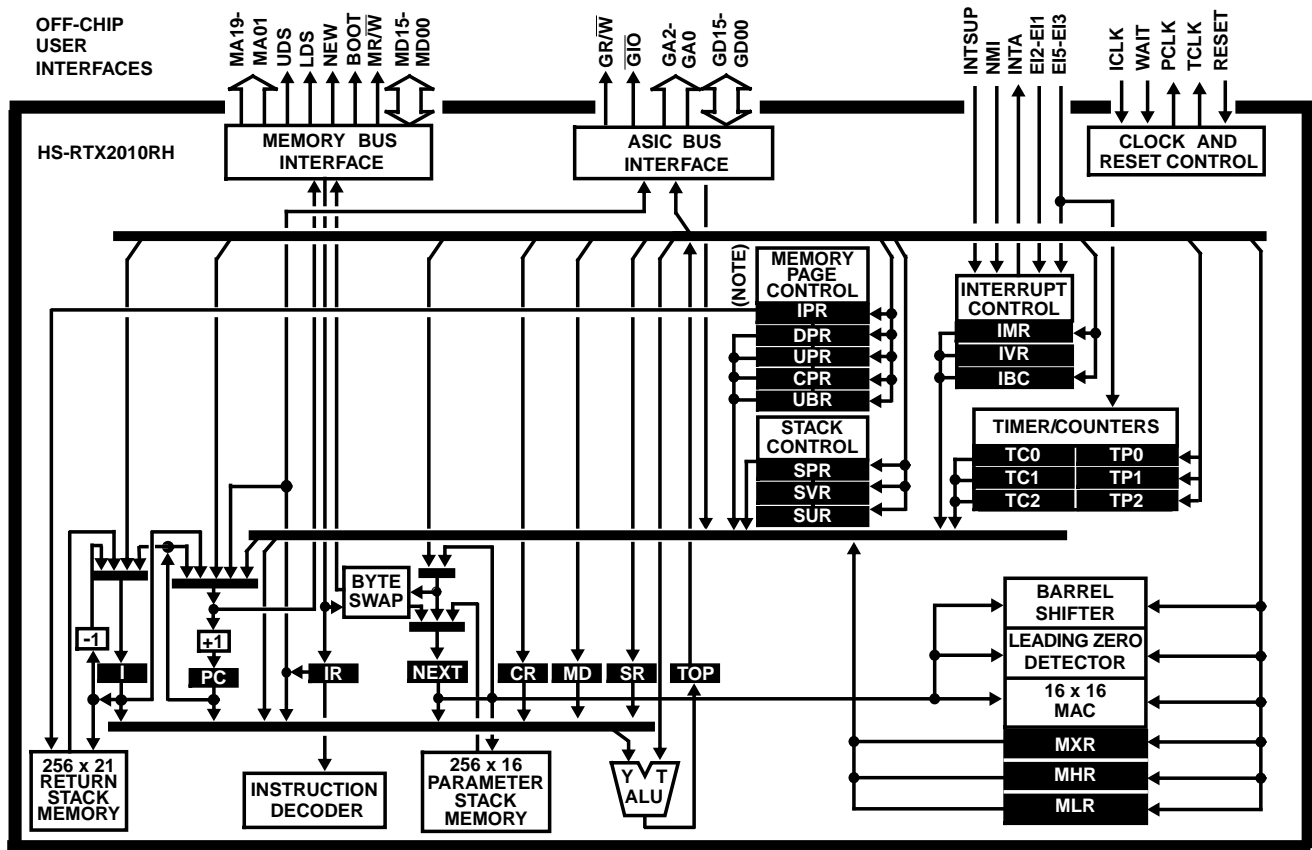 OFF-CHIP
USER
INTERFACES
MA19-
MA01
UDS
LDS
NEW
BOOT
MR/W
MD15-
MD00
GR/W
GIO
GA2-
GA0
GD15-
GD00
INTSUP
NMI
INTA
EI2-EI1
EI5-EI3
ICLK
WAIT
PCLK
TCLK
RESET
HS-RTX2010RH
MEMORY BUS
INTERFACE
ASIC BUS
INTERFACE
CLOCK AND
RESET CONTROL
(NOTE)
MEMORY
PAGE
CONTROL
IPR
DPR
UPR
CPR
UBR
STACK
CONTROL
SPR
SVR
SUR
INTERRUPT
CONTROL
IMR
IVR
IBC
TIMER/COUNTERS
TC0 TP0
TC1 TP1
TC2 TP2
BYTE
SWAP
-1
+1
I
PC
IR
NEXT
CR
MD
SR
TOP
BARREL
SHIFTER
LEADING ZERO
DETECTOR
16 x 16
MAC
MXR
MHR
MLR
256 x 21
RETURN
STACK
MEMORY
INSTRUCTION
DECODER
256 x 16
PARAMETER
STACK
MEMORY
Y T
ALU